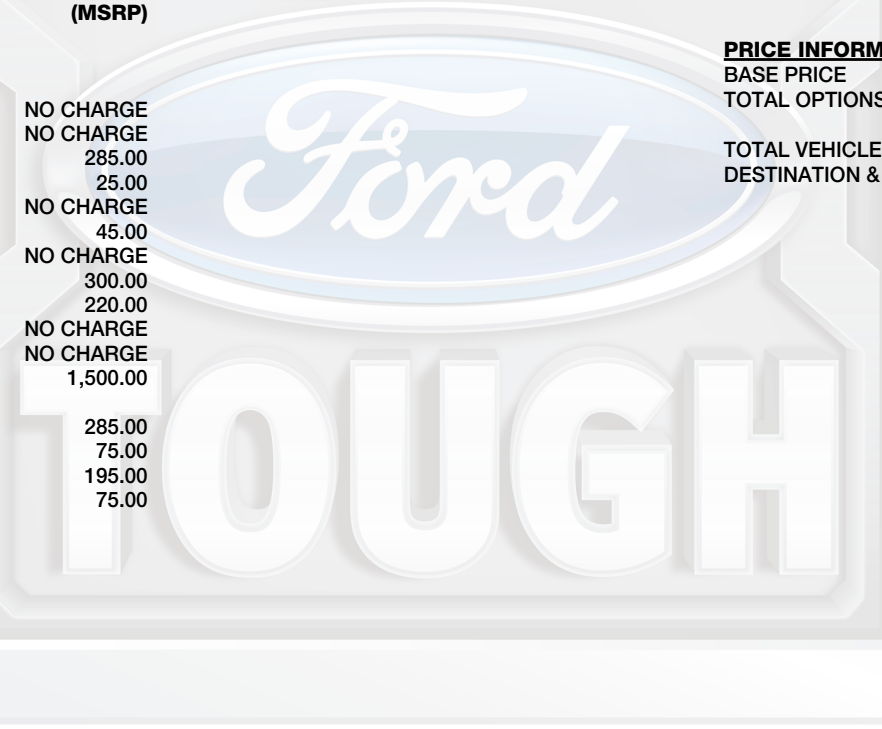 (MSRP)
NO CHARGE
NO CHARGE
285.00
25.00
NO CHARGE
45.00
NO CHARGE
300.00
220.00
NO CHARGE
NO CHARGE
1,500.00
285.00
75.00
195.00
75.00
PRICE INFORM
BASE PRICE
TOTAL OPTIONS
TOTAL VEHICLE
DESTINATION &
Ford
TOUGH